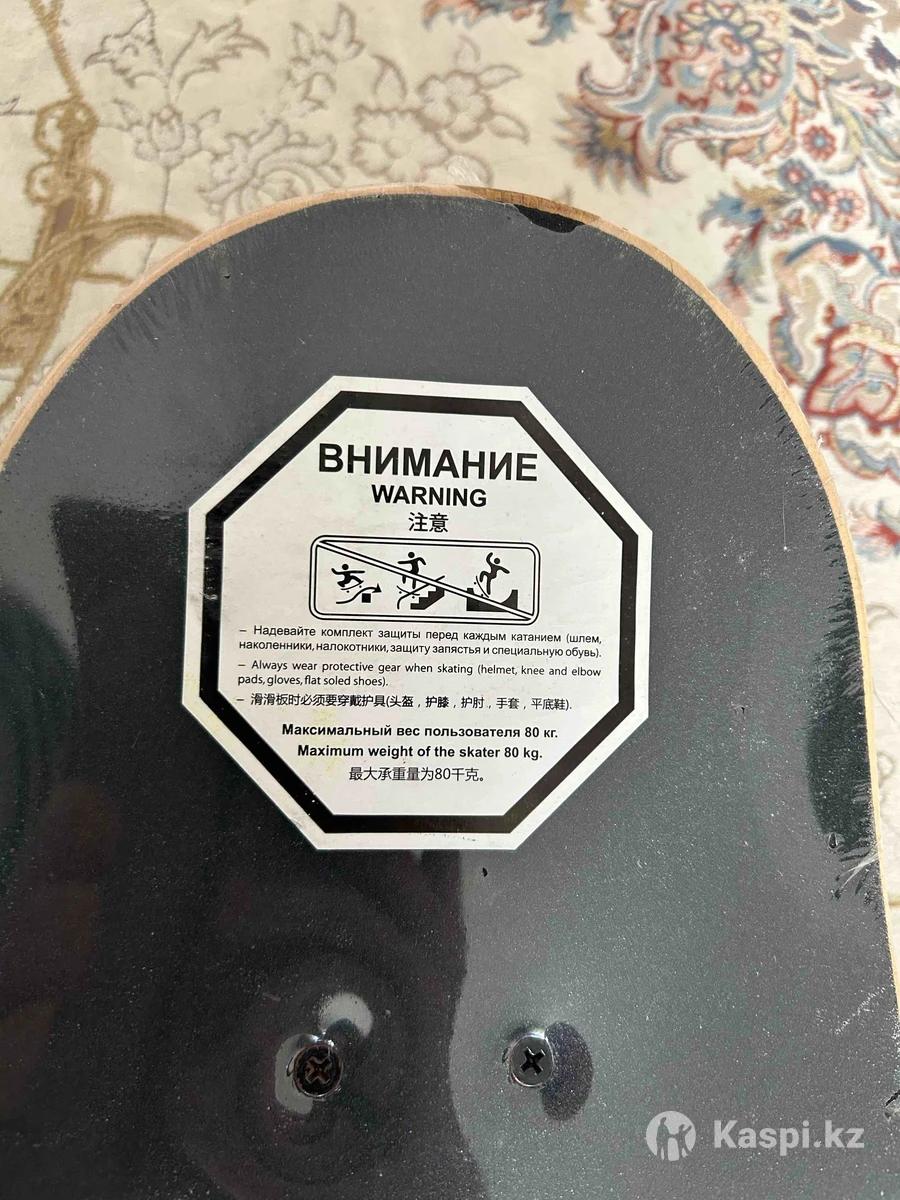 ВНИМАНИЕ
WARNING
注意
– Надевайте комплект защиты перед каждым катанием (шлем,
наколенники, налокотники, защиту запястья и специальную обувь).
– Always wear protective gear when skating (helmet, knee and elbow
pads, gloves, flat soled shoes).
– 滑滑板时必须要穿戴护具(头盔，护膝，护肘，手套，平底鞋).
Максимальный вес пользователя 80 кг.
Maximum weight of the skater 80 kg.
最大承重量为80千克。
Kaspi.kz